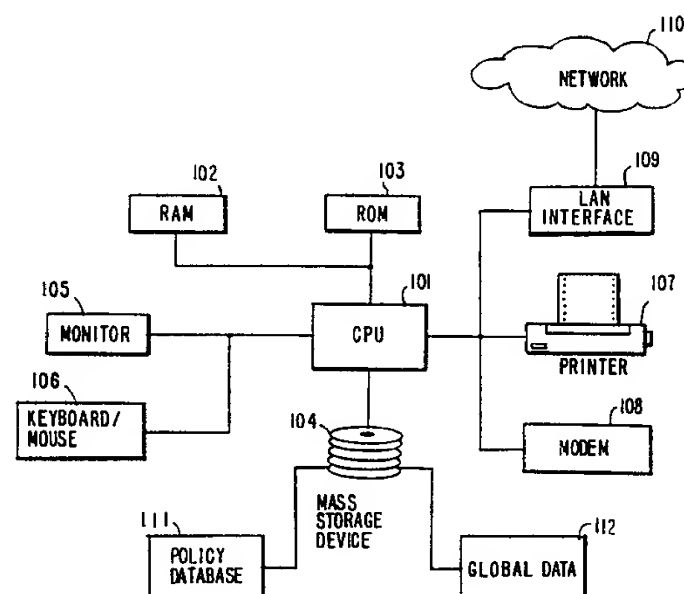 110
NETWORK
102
103
109
RAM
ROM
LAN
INTERFACE
105
101
107
MONITOR
CPU
PRINTER
106
104
108
KEYBOARD/
MOUSE
MODEM
MASS
STORAGE
DEVICE
111
112
POLICY
DATABASE
GLOBAL DATA